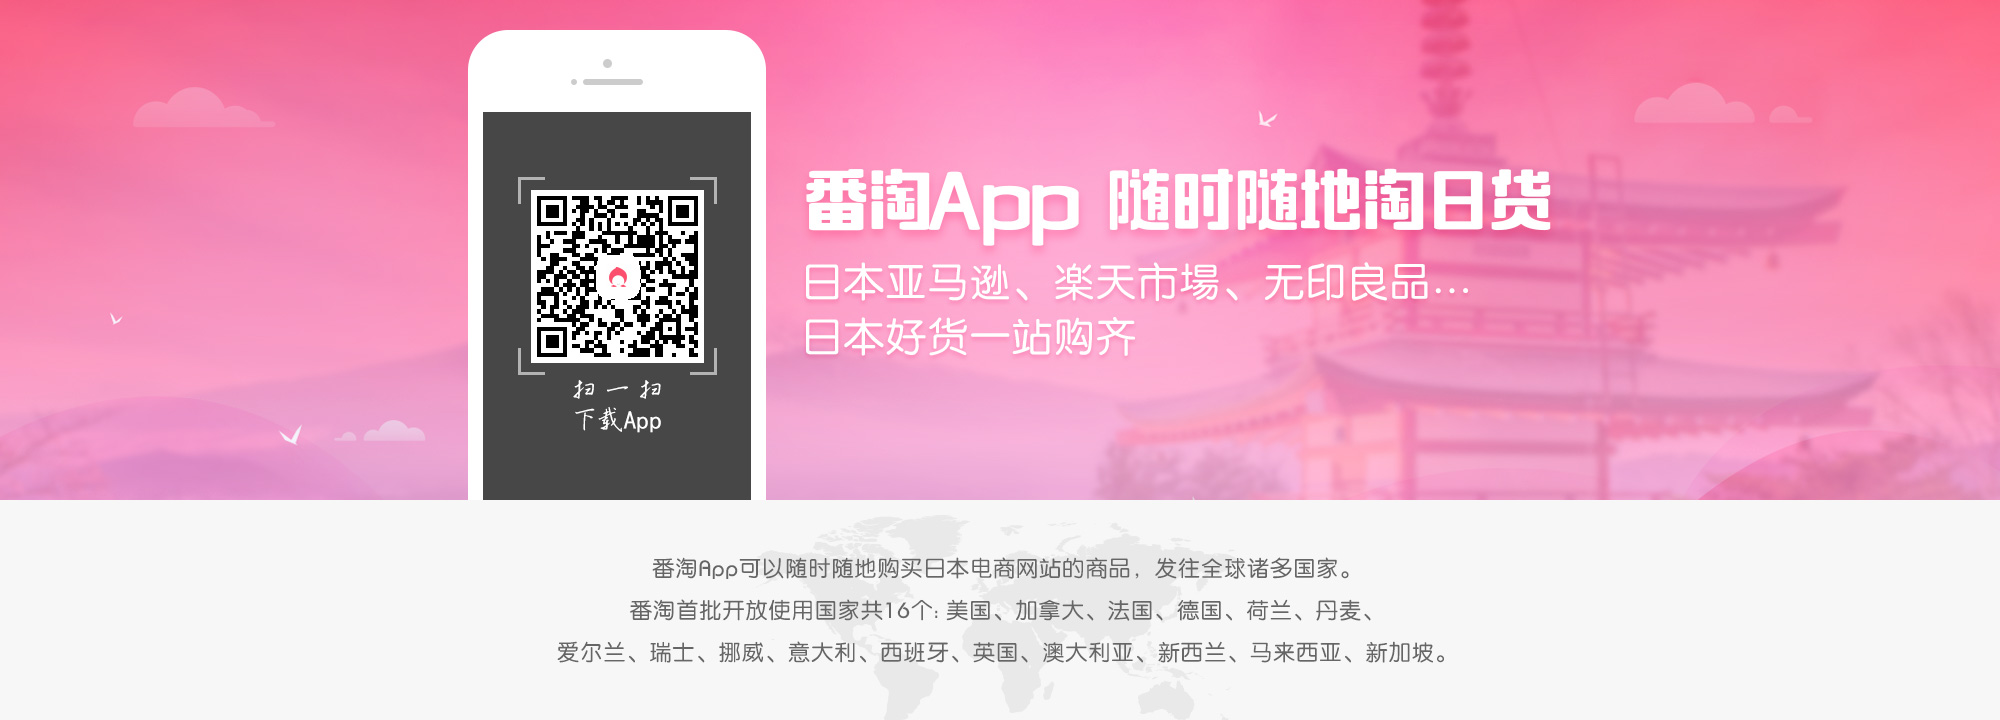 番淘App 随时随地淘日货
日本亚马逊、楽天市場、无印良品...
日本好货一站购齐
扫一扫
下载App
番淘App可以随时随地购买日本电商网站的商品，发往全球诸多国家。
番淘首批开放使用国家共16个: 美国、加拿大、法国、德国、荷兰、丹麦、
爱尔兰、瑞士、挪威、意大利、西班牙、英国、澳大利亚、新西兰、马来西亚、新加坡。